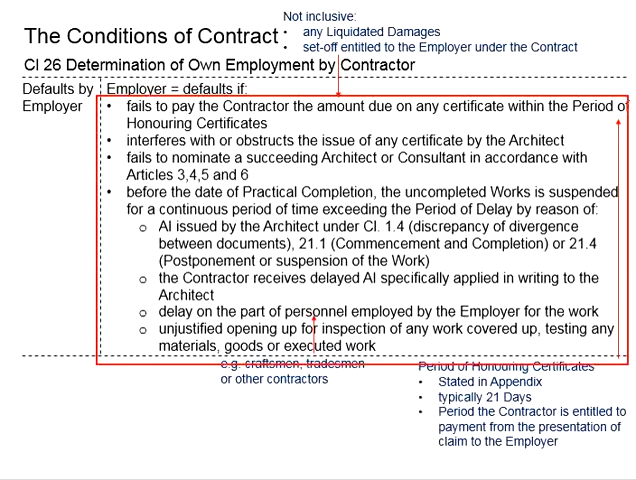 Not inclusive:
• any Liquidated Damages
• set-off entitled to the Employer under the Contract
The Conditions of Contract
Cl 26 Determination of Own Employment by Contractor
Defaults by
Employer
Employer = defaults if:
• fails to pay the Contractor the amount due on any certificate within the Period of
Honouring Certificates
• interferes with or obstructs the issue of any certificate by the Architect
• fails to nominate a succeeding Architect or Consultant in accordance with
Articles 3,4,5 and 6
• before the date of Practical Completion, the uncompleted Works is suspended
for a continuous period of time exceeding the Period of Delay by reason of:
o AI issued by the Architect under Cl. 1.4 (discrepancy of divergence
between documents), 21.1 (Commencement and Completion) or 21.4
(Postponement or suspension of the Work)
o the Contractor receives delayed AI specifically applied in writing to the
Architect
o delay on the part of personnel employed by the Employer for the work
o unjustified opening up for inspection of any work covered up, testing any
materials, goods or executed work
e.g. craftsmen, tradesmen
or other contractors
Period of Honouring Certificates
• Stated in Appendix
• typically 21 Days
• Period the Contractor is entitled to
payment from the presentation of
claim to the Employer